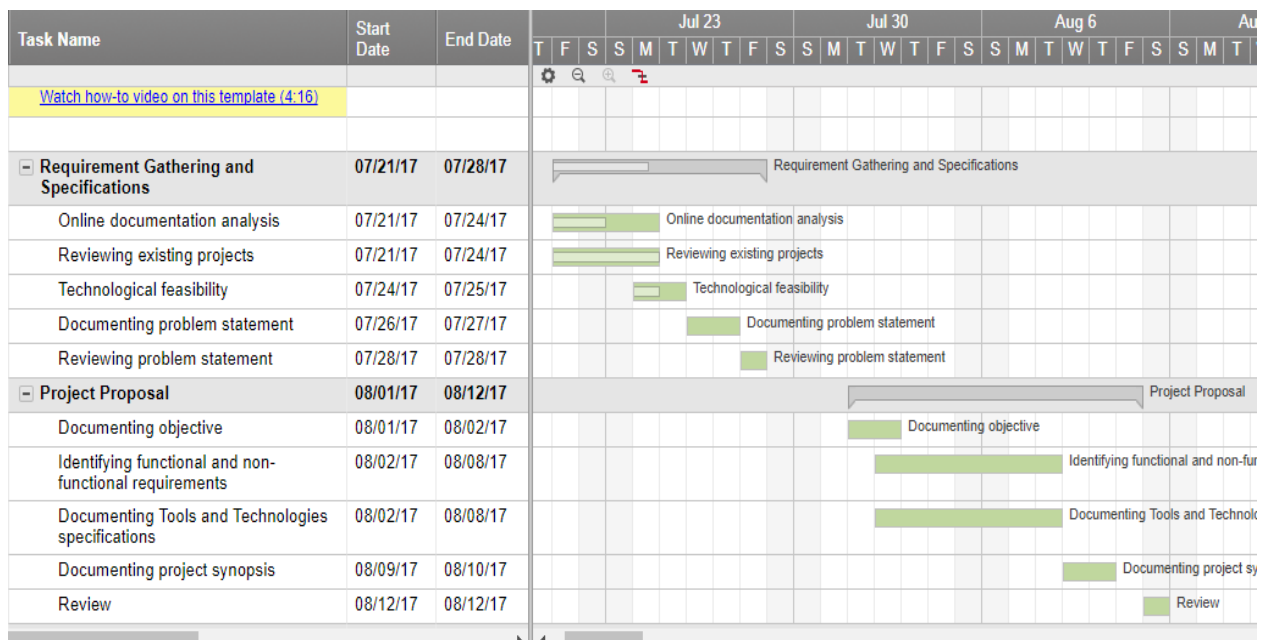 Task Name Start Date End Date
Jul 23 Jul 30 Aug 6 Au
T F S S M T W T F S S M T W T F S S M T W T F S S M T
Watch how-to video on this template (4:16)
Requirement Gathering and Specifications 07/21/17 07/28/17 Requirement Gathering and Specifications
Online documentation analysis 07/21/17 07/24/17 Online documentation analysis
Reviewing existing projects 07/21/17 07/24/17 Reviewing existing projects
Technological feasibility 07/24/17 07/25/17 Technological feasibility
Documenting problem statement 07/26/17 07/27/17 Documenting problem statement
Reviewing problem statement 07/28/17 07/28/17 Reviewing problem statement
Project Proposal 08/01/17 08/12/17 Project Proposal
Documenting objective 08/01/17 08/02/17 Documenting objective
Identifying functional and non-functional requirements 08/02/17 08/08/17 Identifying functional and non-fur
Documenting Tools and Technologies specifications 08/02/17 08/08/17 Documenting Tools and Technolo
Documenting project synopsis 08/09/17 08/10/17 Documenting project sy
Review 08/12/17 08/12/17 Review